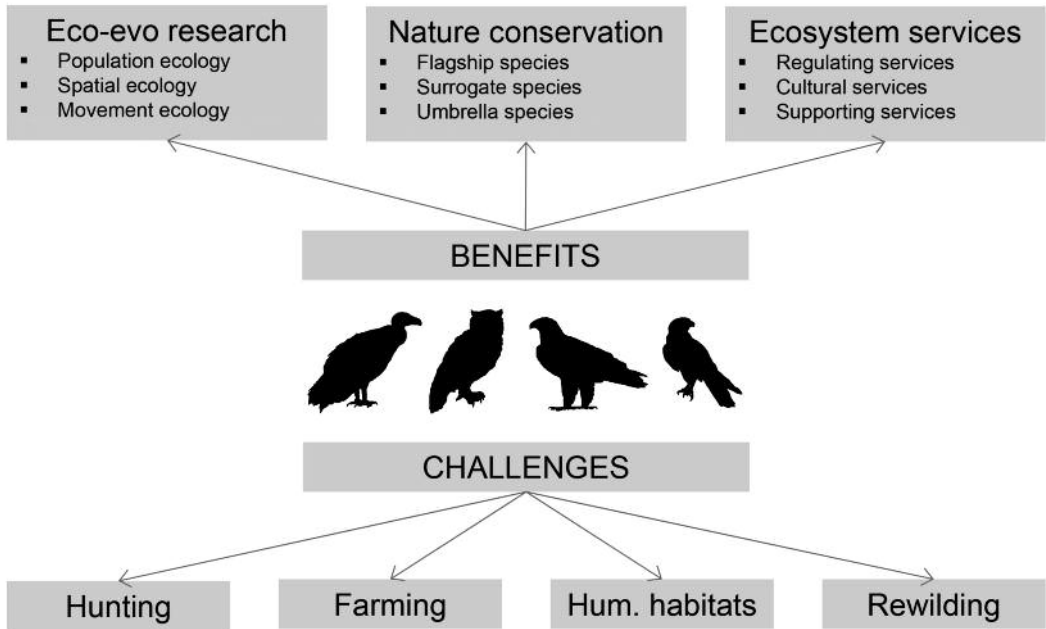 Eco-evo research
▪ Population ecology
▪ Spatial ecology
▪ Movement ecology
Nature conservation
▪ Flagship species
▪ Surrogate species
▪ Umbrella species
Ecosystem services
▪ Regulating services
▪ Cultural services
▪ Supporting services
BENEFITS
CHALLENGES
Hunting
Farming
Hum. habitats
Rewilding